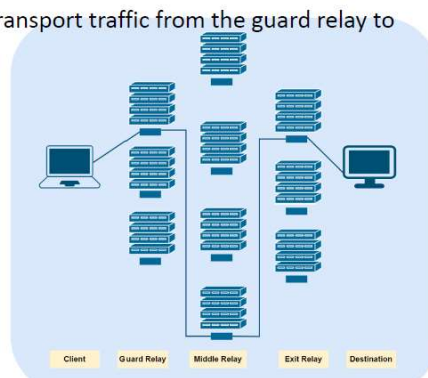 ransport traffic from the guard relay to
Client Guard Relay Middle Relay Exit Relay Destination